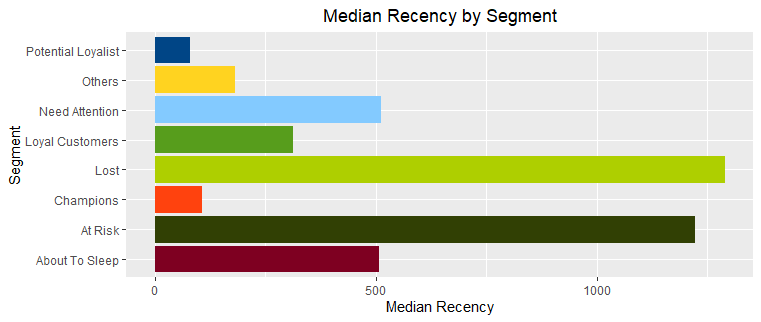 Median Recency by Segment
Segment
Potential Loyalist
Others
Need Attention
Loyal Customers
Lost
Champions
At Risk
About To Sleep
0 500 1000
Median Recency